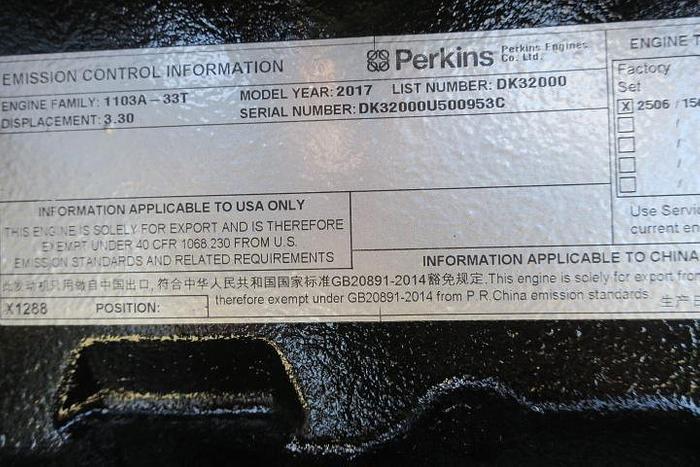 EMISSION CONTROL INFORMATION
Perkins
Perkins Engines
Co. Ltd.
ENGINE T
ENGINE FAMILY: 1103A-33T
MODEL YEAR: 2017
LIST NUMBER: DK32000
DISPLACEMENT: 3.30
SERIAL NUMBER: DK32000U500953C
Factory
Set
X 2506 / 150
INFORMATION APPLICABLE TO USA ONLY
THIS ENGINE IS SOLELY FOR EXPORT AND IS THEREFORE
EXEMPT UNDER 40 CFR 1068.230 FROM U.S.
EMISSION STANDARDS AND RELATED REQUIREMENTS
Use Servi
current en
INFORMATION APPLICABLE TO CHINA
此发动机只用做自中国出口, 符合中华人民共和国国家标准GB20891-2014豁免规定. This engine is solely for export from
therefore exempt under GB20891-2014 from P.R.China emission standards. 生产
X1288
POSITION: